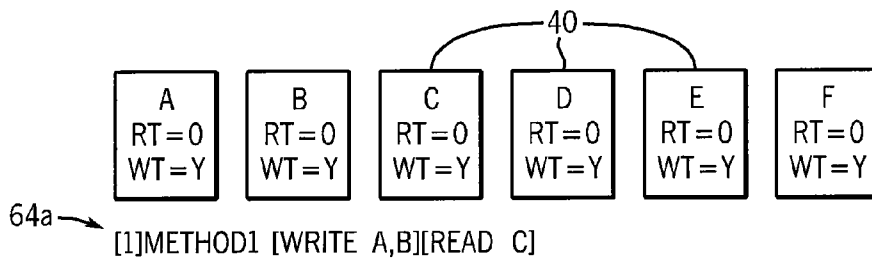 40
A B C D E F
RT=0 RT=0 RT=0 RT=0 RT=0 RT=0
WT=Y WT=Y WT=Y WT=Y WT=Y WT=Y
64a
[1]METHOD1 [WRITE A,B][READ C]